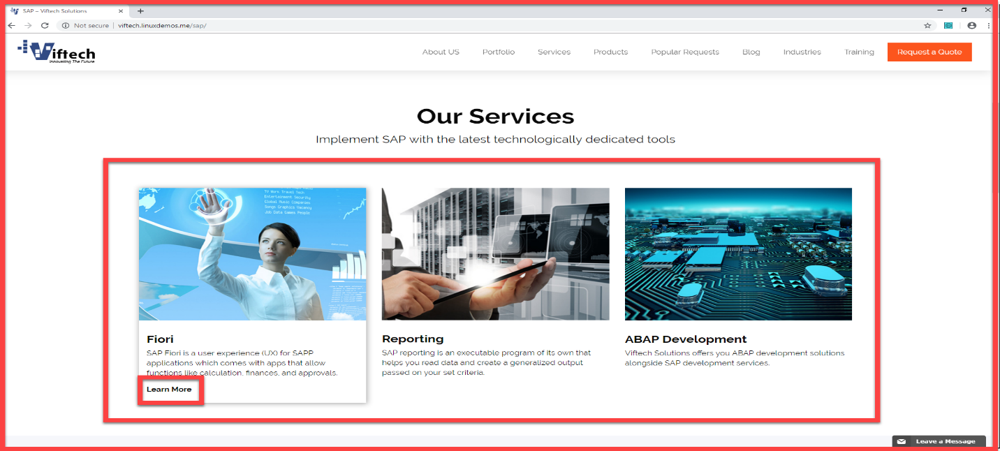 SAP – Viftech Solutions
Not secure | viftech.linuxdemos.me/sap/
Viftech
Innovating The Future
About US
Portfolio
Services
Products
Popular Requests
Blog
Industries
Training
Request a Quote
Our Services
Implement SAP with the latest technologically dedicated tools
TV Work Travel Tech
Entertainment Security
Global Music Companies
Songs Graphics Vacancy
Job Data Games People
Fiori
SAP Fiori is a user experience (UX) for SAPP
applications which comes with apps that allow
functions like calculation, finances, and approvals.
Learn More
Reporting
SAP reporting is an executable program of its own that
helps you read data and create a generalized output
passed on your set criteria.
ABAP Development
Viftech Solutions offers you ABAP development solutions
alongside SAP development services.
Leave a Message